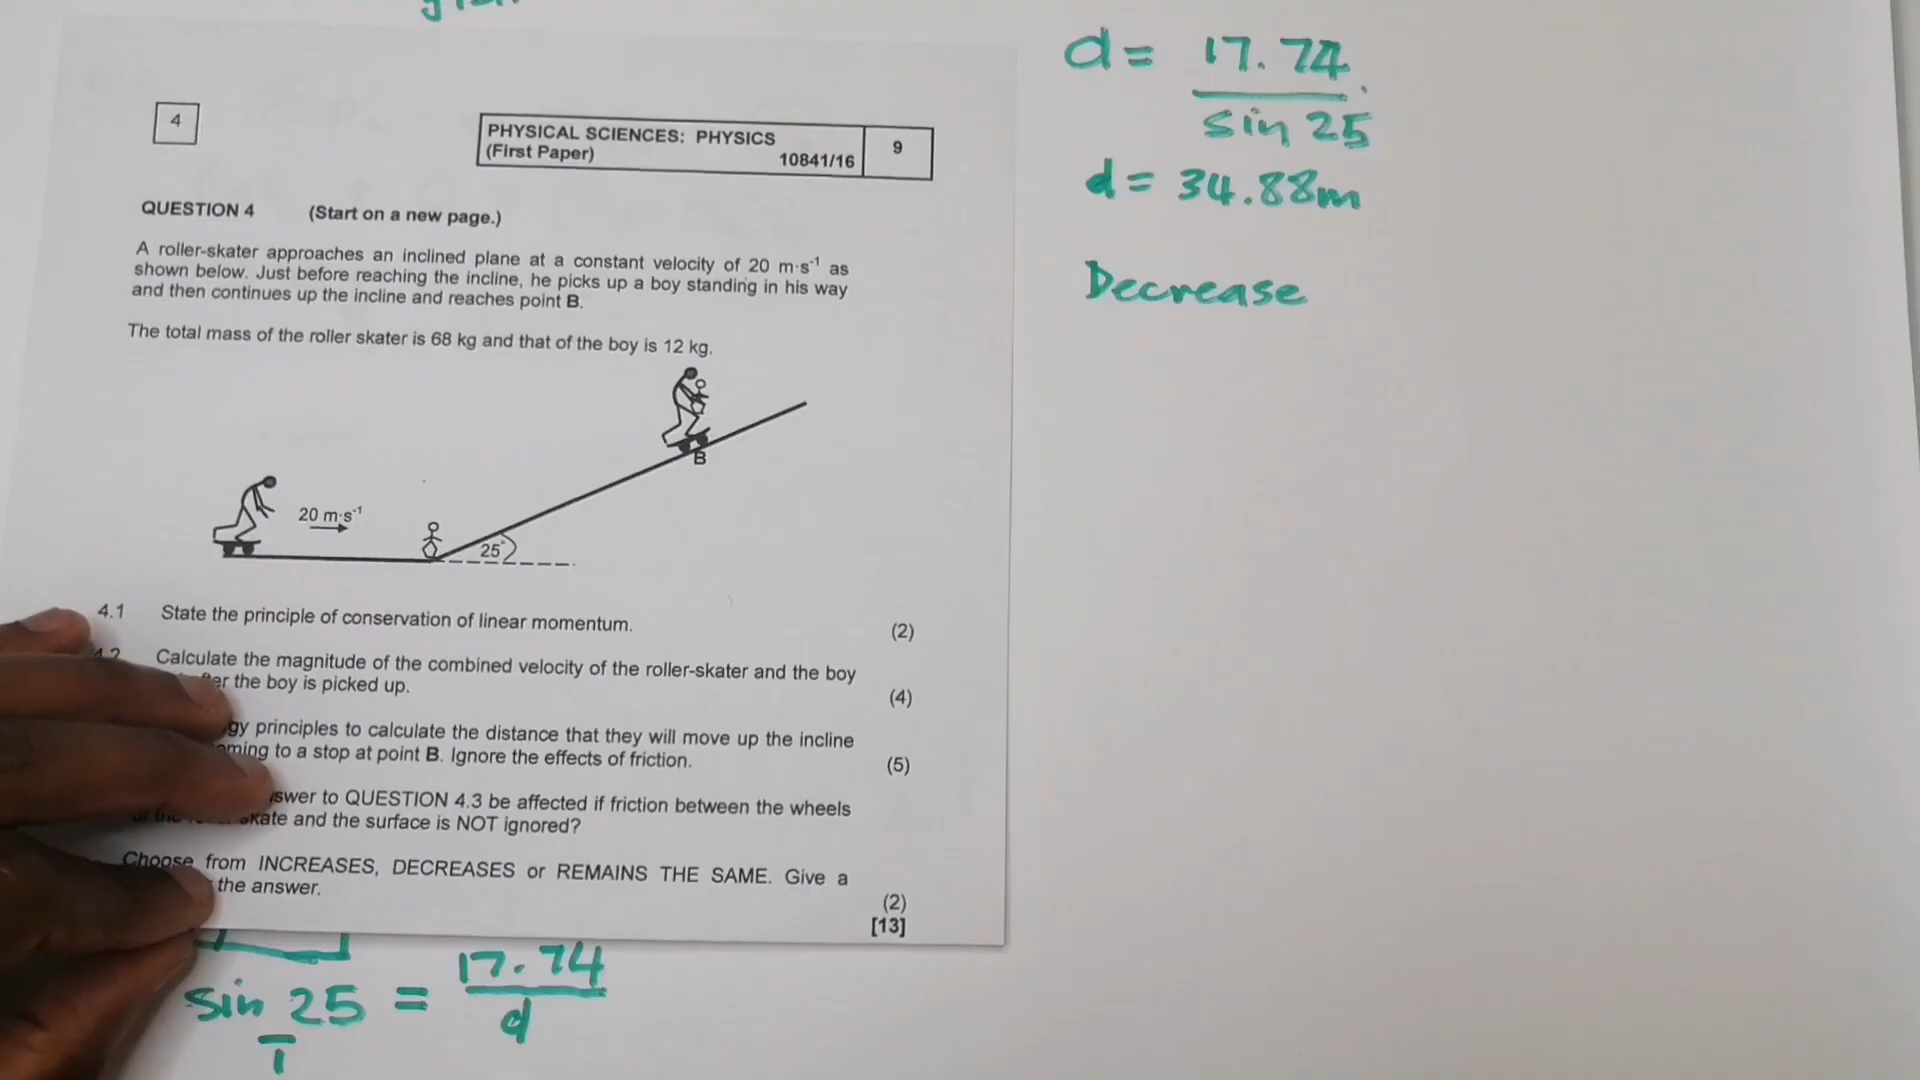 d = 17.74
sin 25
d = 34.88m
Decrease
4
PHYSICAL SCIENCES: PHYSICS
(First Paper) 10841/16
9
QUESTION 4 (Start on a new page.)
A roller-skater approaches an inclined plane at a constant velocity of 20 m·s⁻¹ as
shown below. Just before reaching the incline, he picks up a boy standing in his way
and then continues up the incline and reaches point B.
The total mass of the roller skater is 68 kg and that of the boy is 12 kg.
B
20 m·s⁻¹
25°
4.1 State the principle of conservation of linear momentum. (2)
4.2 Calculate the magnitude of the combined velocity of the roller-skater and the boy
the boy is picked up. (4)
principles to calculate the distance that they will move up the incline
to a stop at point B. Ignore the effects of friction. (5)
to QUESTION 4.3 be affected if friction between the wheels
and the surface is NOT ignored?
Choose from INCREASES, DECREASES or REMAINS THE SAME. Give a
the answer. (2)
[13]
sin 25 = 17.74
d